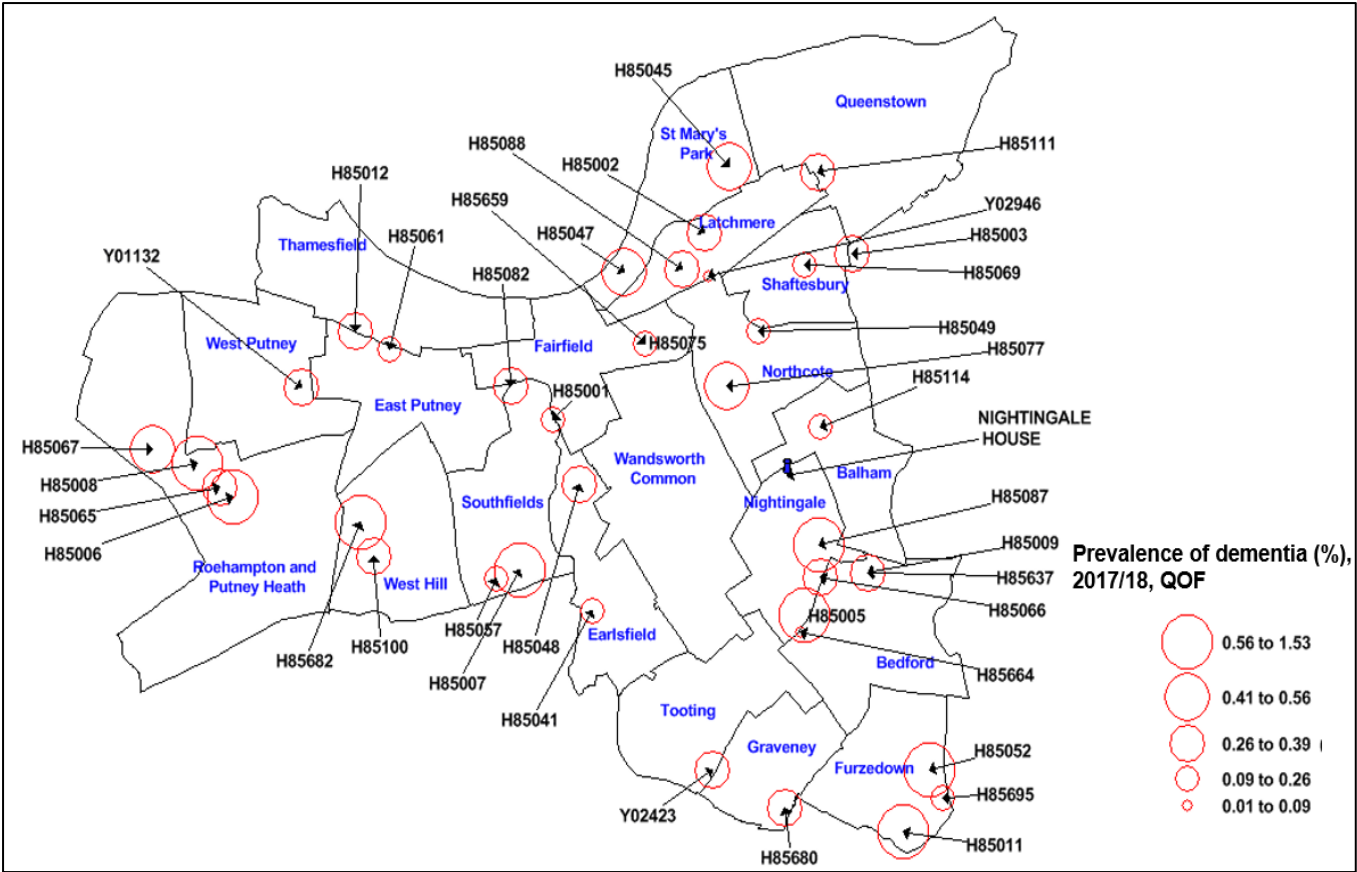 H85045
Queenstown
St Mary's
Park
H85088
H85111
H85002
H85012
H85659
Y02946
Latchmere
H85061
H85047
H85003
Thamesfield
Y01132
H85082
H85069
Shaftesbury
H85049
West Putney
Fairfield
H85075
H85077
Northcote
H85114
East Putney
H85001
NIGHTINGALE
HOUSE
H85067
Wandsworth
Common
Balham
H85008
H85087
Southfields
Nightingale
H85065
H85009
H85006
Prevalence of dementia (%),
2017/18, QOF
Roehampton and
Putney Heath
West Hill
H85637
H85066
H85005
H85057
H85048
Earlsfield
0.56 to 1.53
H85100
H85682
Bedford
H85664
H85007
0.41 to 0.56
H85041
Tooting
0.26 to 0.39 (
Graveney
H85052
Furzedown
0.09 to 0.26
H85695
0.01 to 0.09
Y02423
H85011
H85680